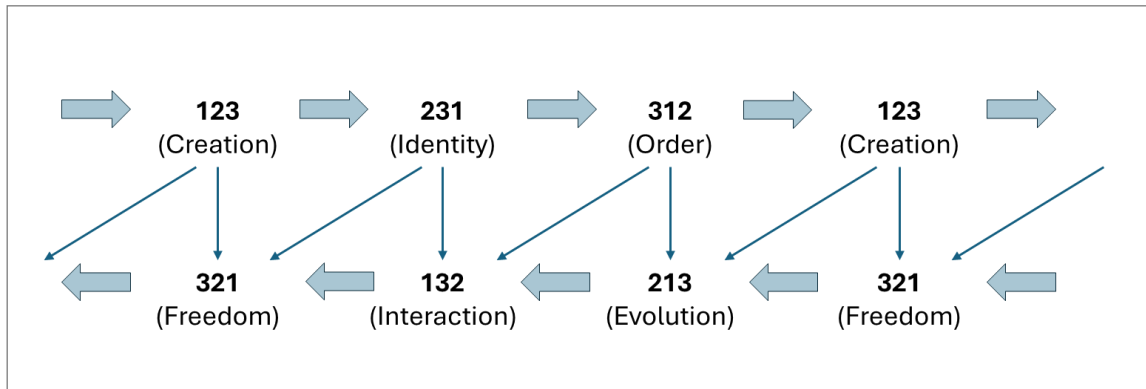 123 231 312 123
(Creation) (Identity) (Order) (Creation)
321 132 213 321
(Freedom) (Interaction) (Evolution) (Freedom)